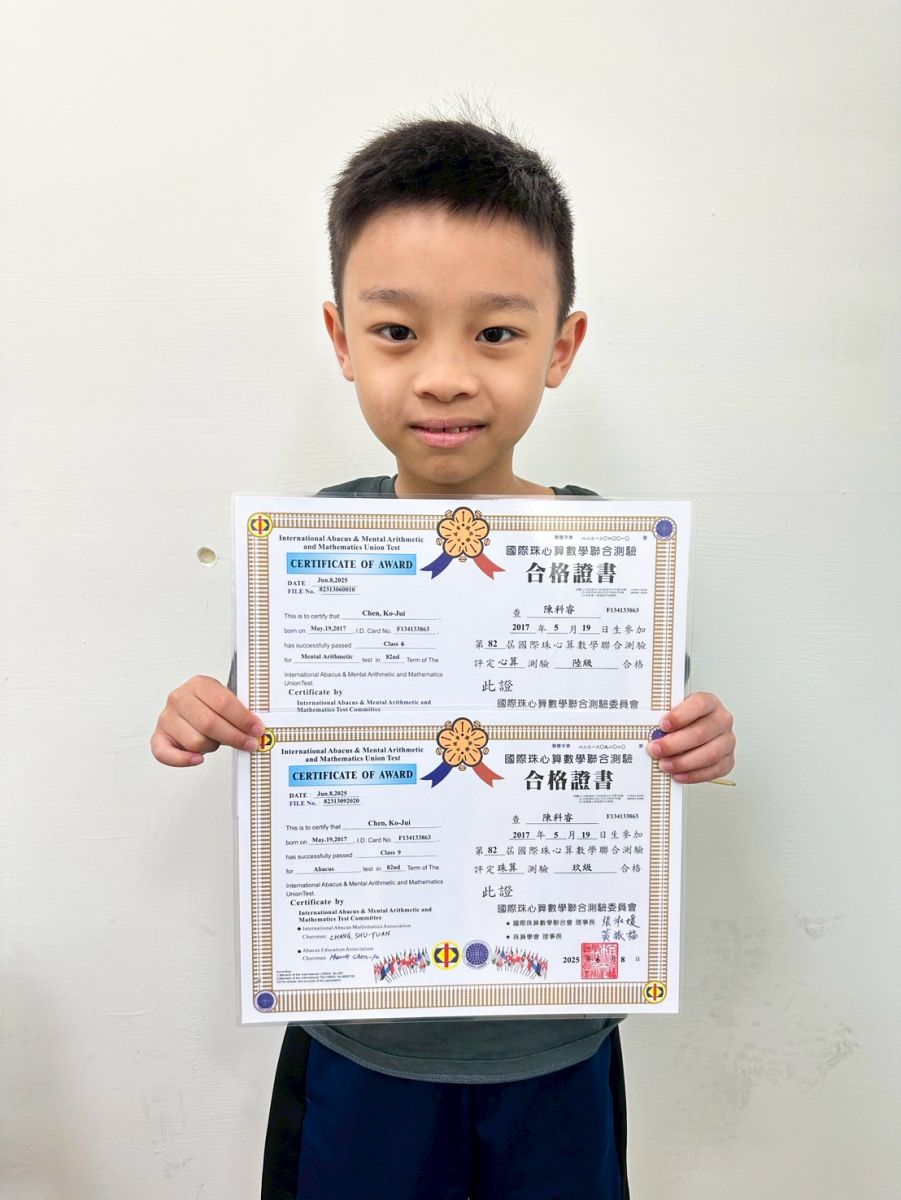 International Abacus & Mental Arithmetic
and Mathematics Union Test
CERTIFICATE OF AWARD
DATE : Jun.8,2025
FILE No. 82313060010
This is to certify that Chen, Ko-Jui ,
born on May.19,2017 , I.D. Card No. F134133863 ,
has successfully passed Class 6
for Mental Arithmetic test in 82nd Term of The
International Abacus & Mental Arithmetic and Mathematics
UnionTest.
Certificate by
International Abacus & Mental Arithmetic and
Mathematics Test Committee
國際珠心算數學聯合測驗
合格證書
查 陳科睿 F134133863
2017 年 5 月 19 日生參加
第 82 屆國際珠心算數學聯合測驗
評定 心算 測驗 陸級 合格
此證
國際珠心算數學聯合測驗委員會
International Abacus & Mental Arithmetic
and Mathematics Union Test
CERTIFICATE OF AWARD
DATE : Jun.8,2025
FILE No. 82313092020
This is to certify that Chen, Ko-Jui ,
born on May.19,2017 , I.D. Card No. F134133863 ,
has successfully passed Class 9
for Abacus test in 82nd Term of The
International Abacus & Mental Arithmetic and Mathematics
UnionTest.
Certificate by
International Abacus & Mental Arithmetic and
Mathematics Test Committee
International Abacus Mathematics Association
Chairman: CHANG, SHU-YUAN
Abacus Education Association
Chairman:
國際珠心算數學聯合測驗
合格證書
查 陳科睿 F134133863
2017 年 5 月 19 日生參加
第 82 屆國際珠心算數學聯合測驗
評定 珠算 測驗 玖級 合格
此證
國際珠心算數學聯合測驗委員會
國際珠算數學聯合會 理事長
珠算學會 理事長
2025 年 6 月 8 日